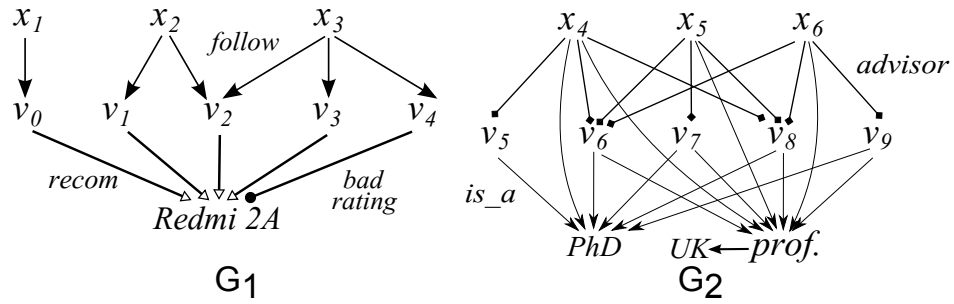 x1 x2 x3 x4 x5 x6
follow advisor
v0 v1 v2 v3 v4 v5 v6 v7 v8 v9
recom bad rating is_a
Redmi 2A PhD UK prof.
G1 G2